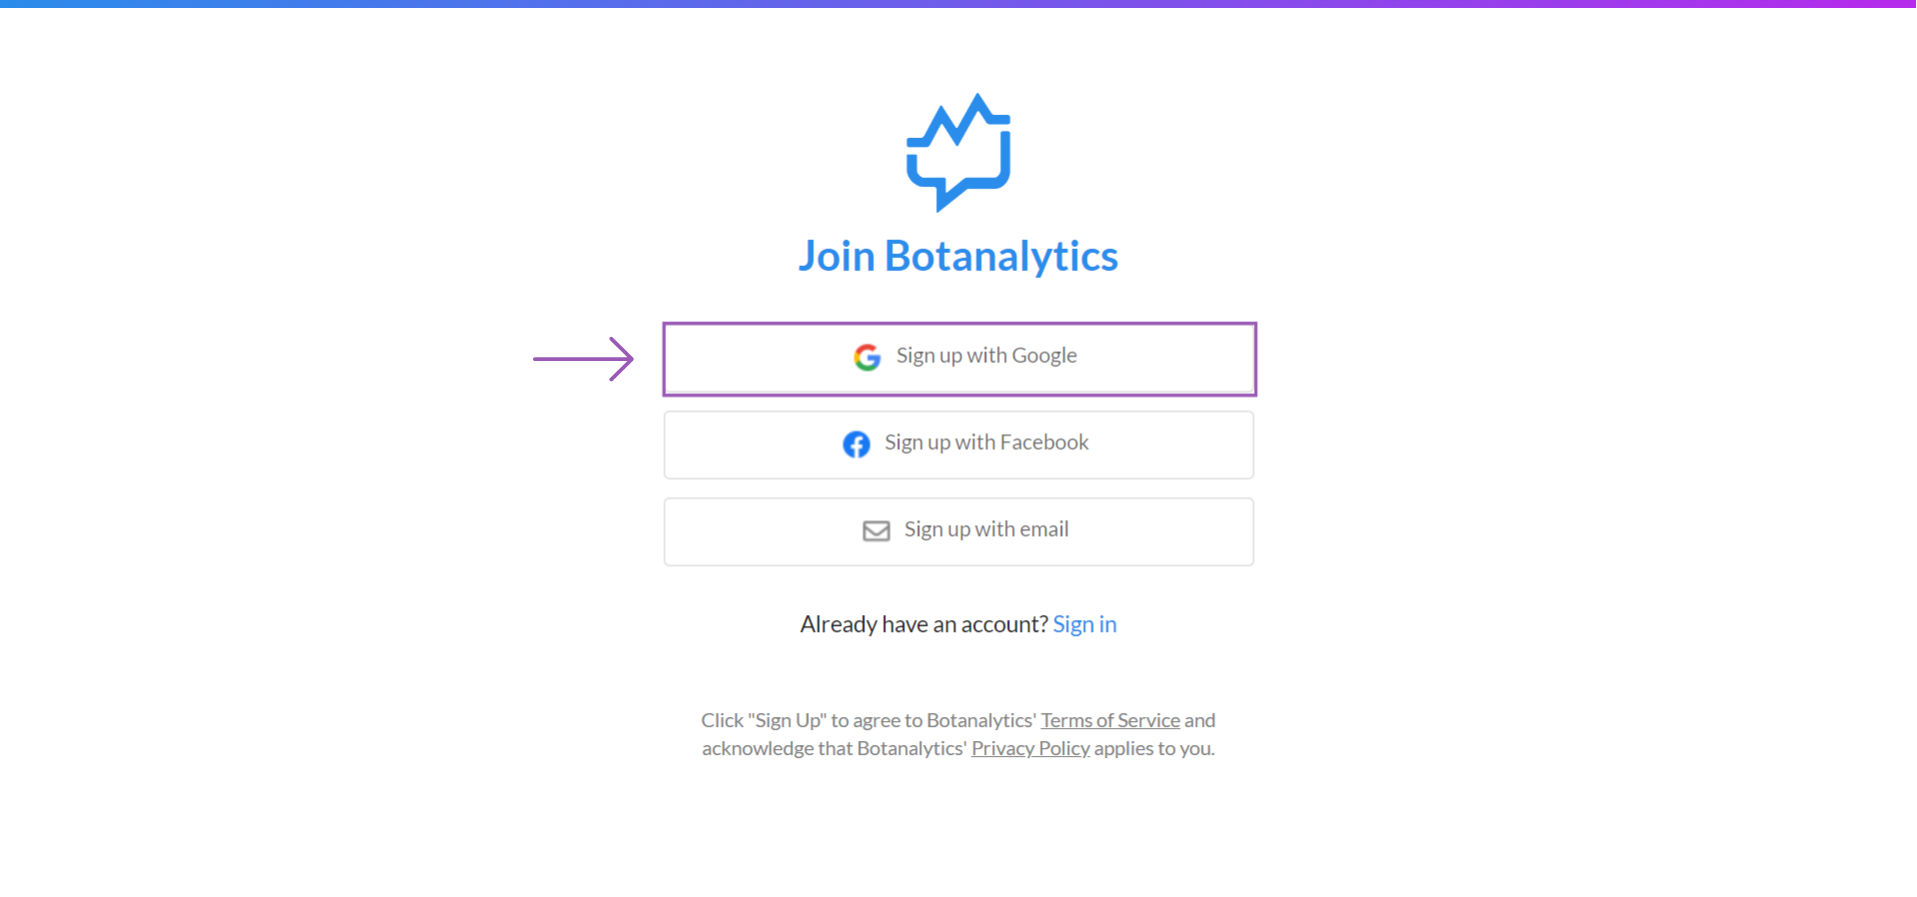 Join Botanalytics
Sign up with Google
Sign up with Facebook
Sign up with email
Already have an account? Sign in
Click "Sign Up" to agree to Botanalytics' Terms of Service and
acknowledge that Botanalytics' Privacy Policy applies to you.